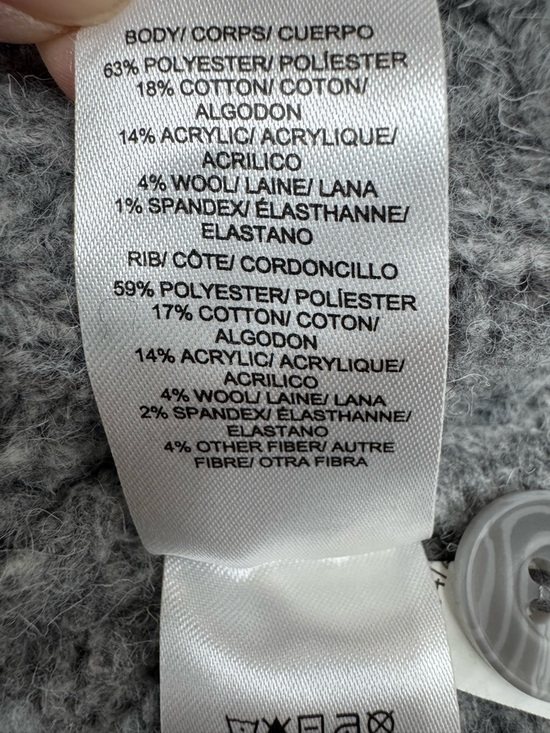 BODY/ CORPS/ CUERPO
63% POLYESTER/ POLÍESTER
18% COTTON/ COTON/
ALGODON
14% ACRYLIC/ ACRYLIQUE/
ACRILICO
4% WOOL/ LAINE/ LANA
1% SPANDEX/ ÉLASTHANNE/
ELASTANO
RIB/ CÔTE/ CORDONCILLO
59% POLYESTER/ POLÍESTER
17% COTTON/ COTON/
ALGODON
14% ACRYLIC/ ACRYLIQUE/
ACRILICO
4% WOOL/ LAINE/ LANA
2% SPANDEX/ ÉLASTHANNE/
ELASTANO
4% OTHER FIBER/ AUTRE
FIBRE/ OTRA FIBRA